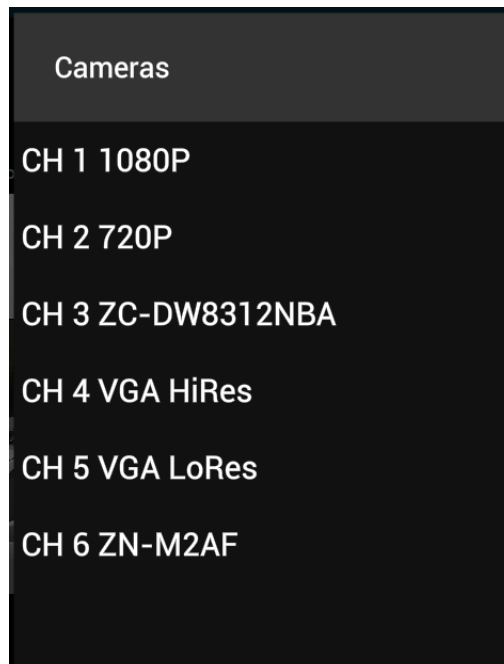 Cameras
CH 1 1080P
CH 2 720P
CH 3 ZC-DW8312NBA
CH 4 VGA HiRes
CH 5 VGA LoRes
CH 6 ZN-M2AF